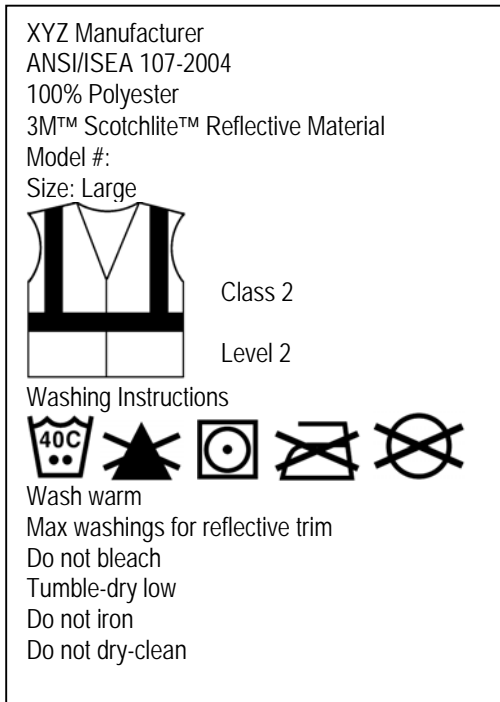 XYZ Manufacturer
ANSI/ISEA 107-2004
100% Polyester
3M™ Scotchlite™ Reflective Material
Model #:
Size: Large
Class 2
Level 2
Washing Instructions
40C
Wash warm
Max washings for reflective trim
Do not bleach
Tumble-dry low
Do not iron
Do not dry-clean